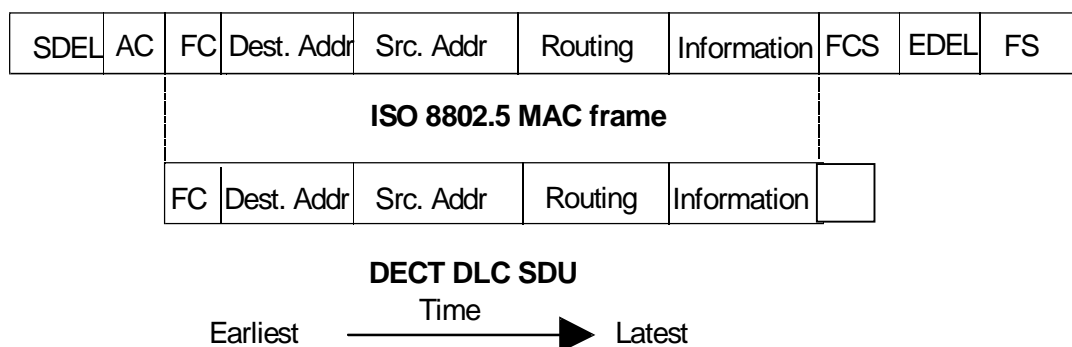 SDEL AC FC Dest. Addr Src. Addr Routing Information FCS EDEL FS
ISO 8802.5 MAC frame
FC Dest. Addr Src. Addr Routing Information
DECT DLC SDU
Time
Earliest Latest